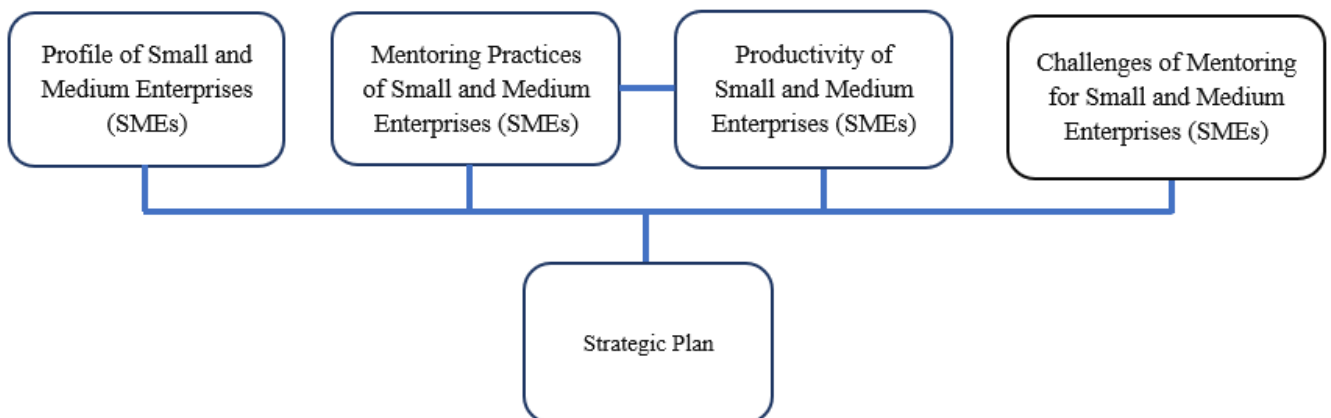 Profile of Small and
Medium Enterprises
(SMEs)
Mentoring Practices
of Small and Medium
Enterprises (SMEs)
Productivity of
Small and Medium
Enterprises (SMEs)
Challenges of Mentoring
for Small and Medium
Enterprises (SMEs)
Strategic Plan